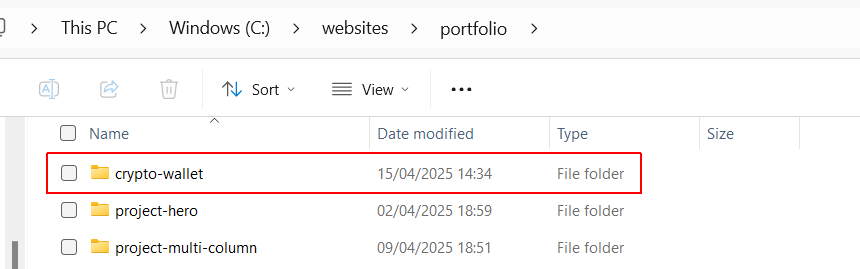 This PC > Windows (C:) > websites > portfolio >
Sort View ...
Name Date modified Type Size
crypto-wallet 15/04/2025 14:34 File folder
project-hero 02/04/2025 18:59 File folder
project-multi-column 09/04/2025 18:51 File folder